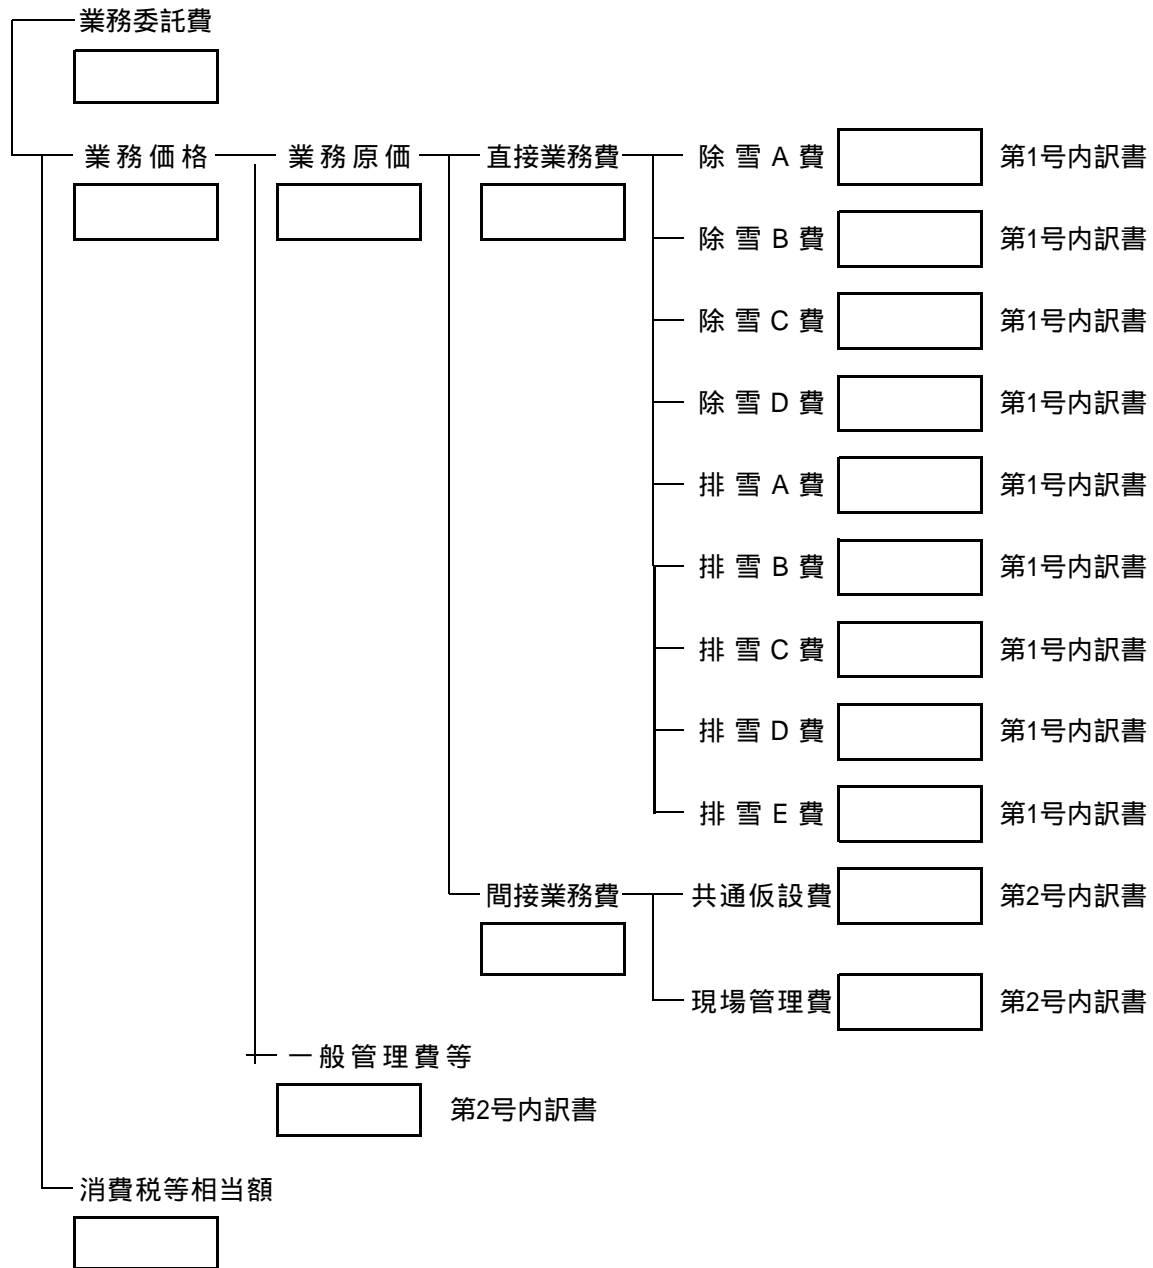 業務委託費
業務価格 業務原価 直接業務費 除雪A費 第1号内訳書
除雪B費 第1号内訳書
除雪C費 第1号内訳書
除雪D費 第1号内訳書
排雪A費 第1号内訳書
排雪B費 第1号内訳書
排雪C費 第1号内訳書
排雪D費 第1号内訳書
排雪E費 第1号内訳書
間接業務費 共通仮設費 第2号内訳書
現場管理費 第2号内訳書
一般管理費等
第2号内訳書
消費税等相当額